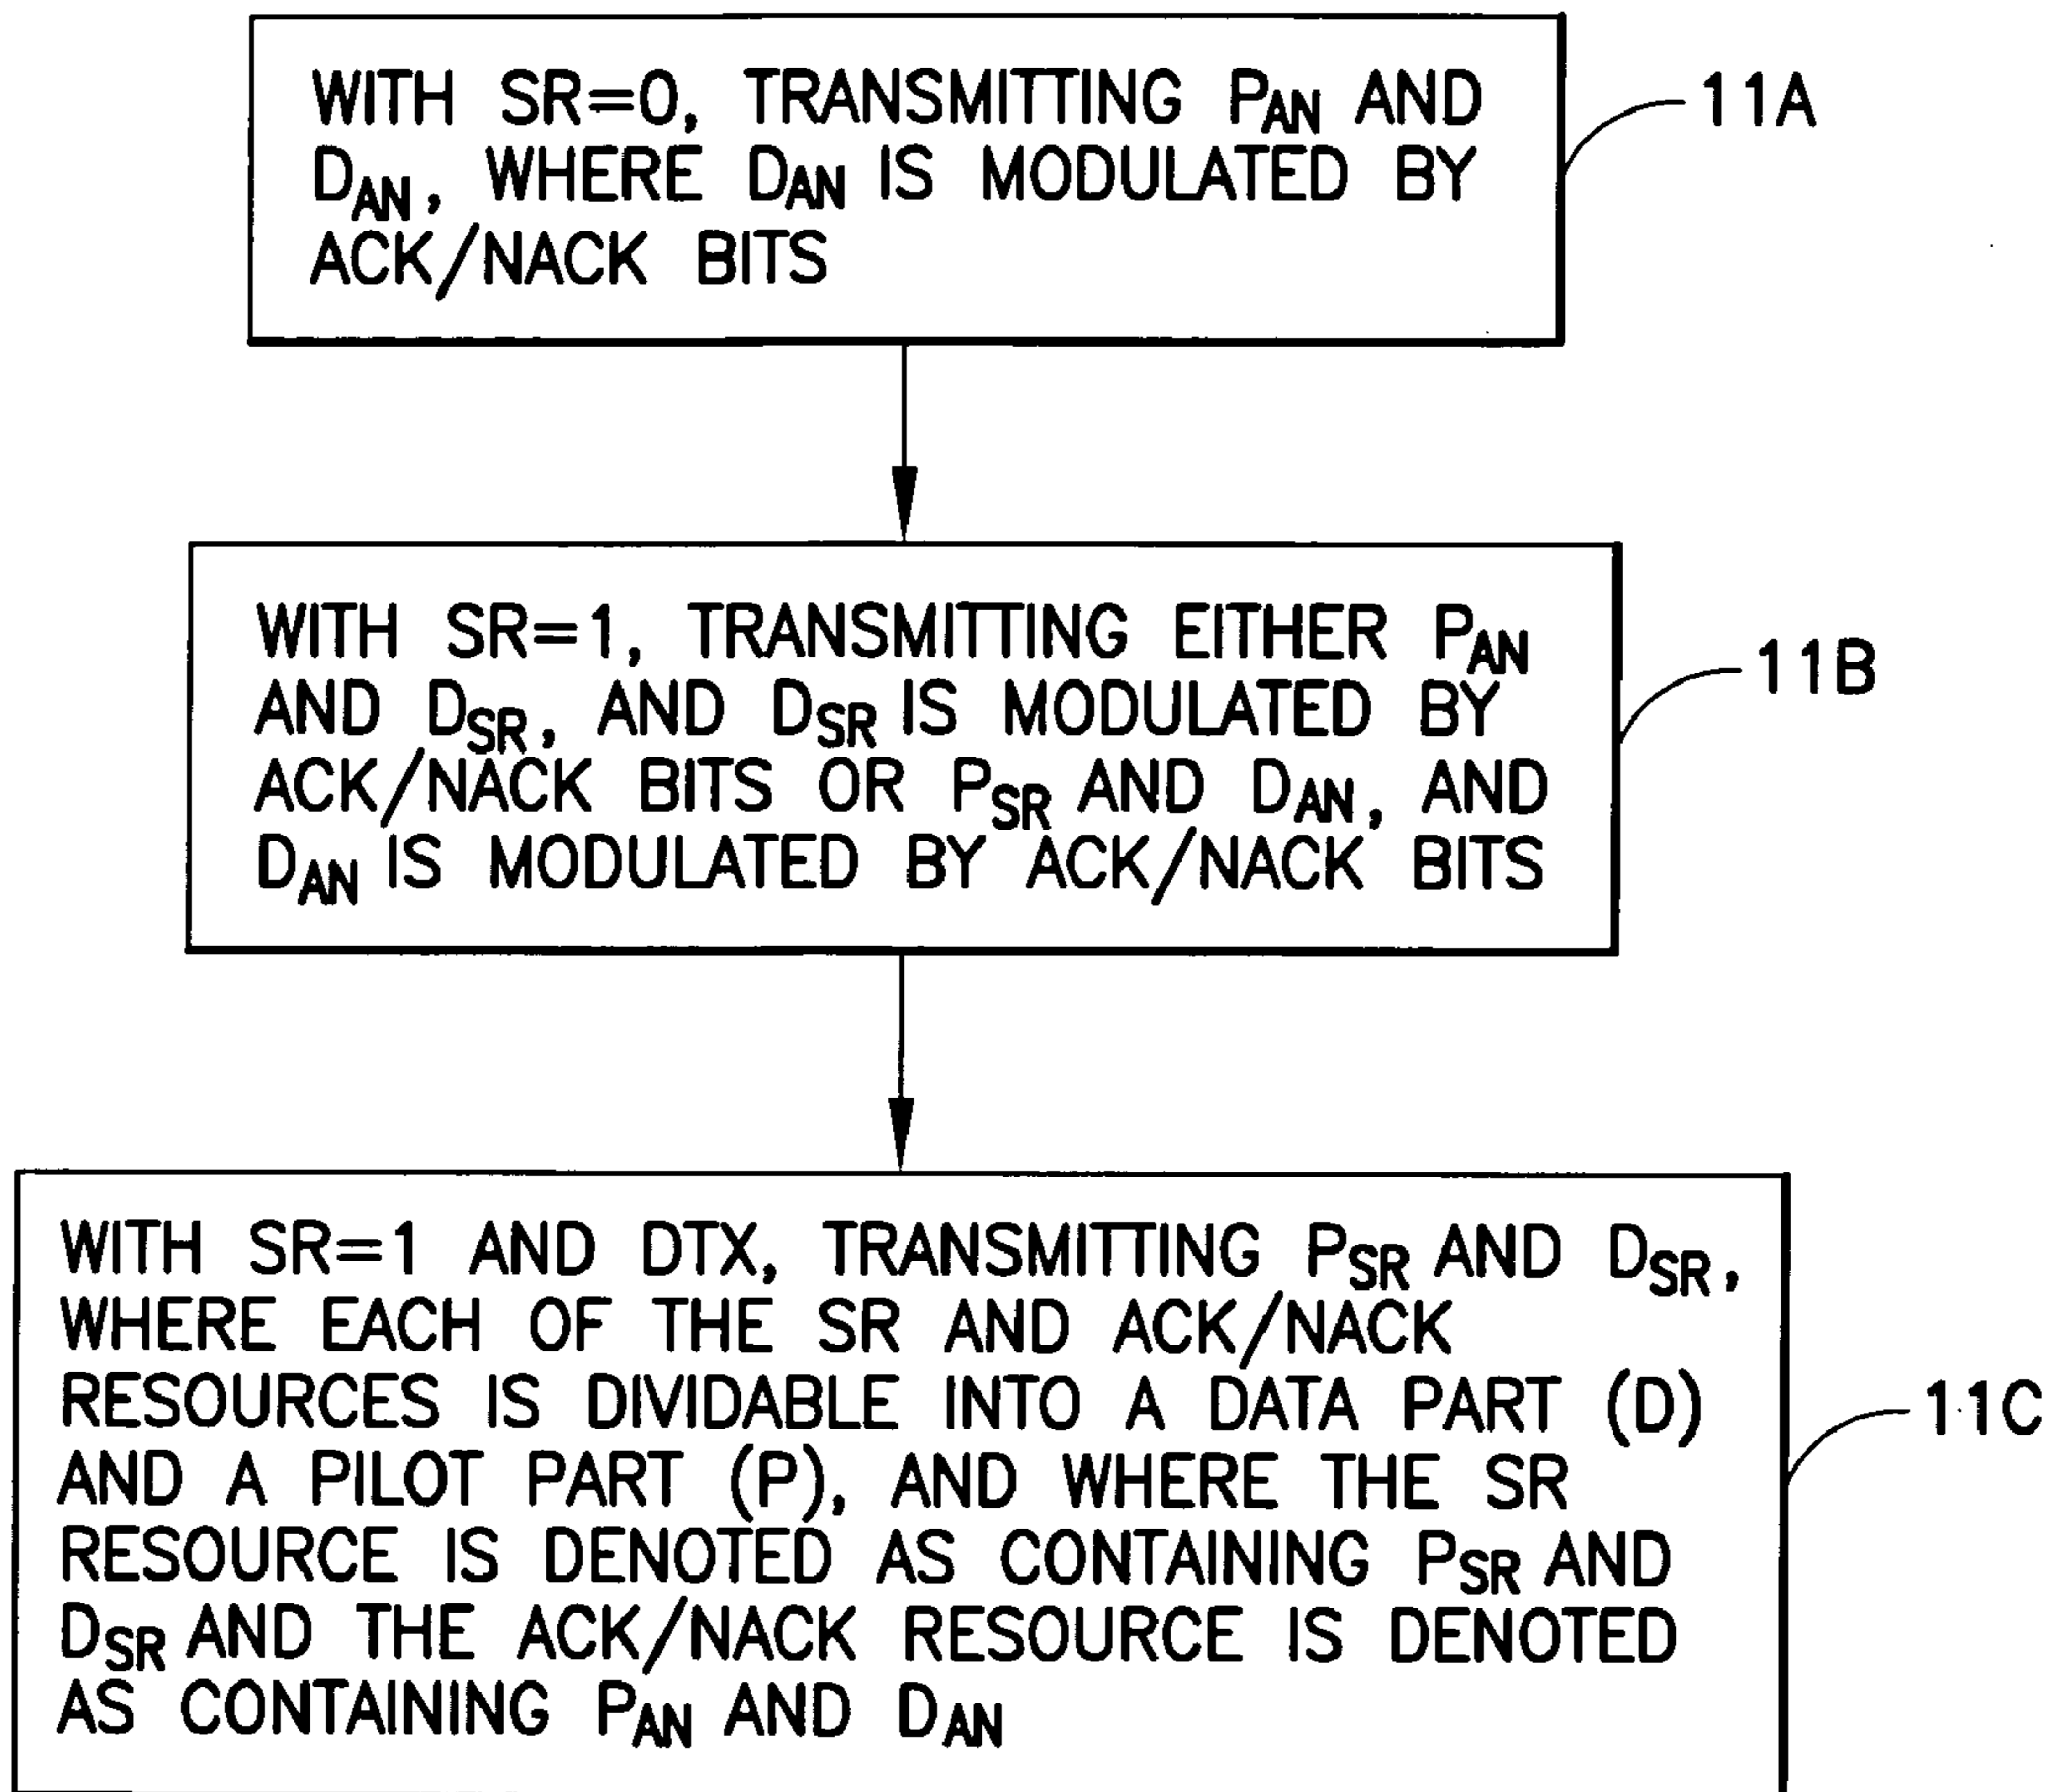 WITH SR=0, TRANSMITTING PAN AND
DAN, WHERE DAN IS MODULATED BY
ACK/NACK BITS
11A
WITH SR=1, TRANSMITTING EITHER PAN
AND DSR, AND DSR IS MODULATED BY
ACK/NACK BITS OR PSR AND DAN, AND
DAN IS MODULATED BY ACK/NACK BITS
11B
WITH SR=1 AND DTX, TRANSMITTING PSR AND DSR,
WHERE EACH OF THE SR AND ACK/NACK
RESOURCES IS DIVIDABLE INTO A DATA PART (D)
AND A PILOT PART (P), AND WHERE THE SR
RESOURCE IS DENOTED AS CONTAINING PSR AND
DSR AND THE ACK/NACK RESOURCE IS DENOTED
AS CONTAINING PAN AND DAN
11C